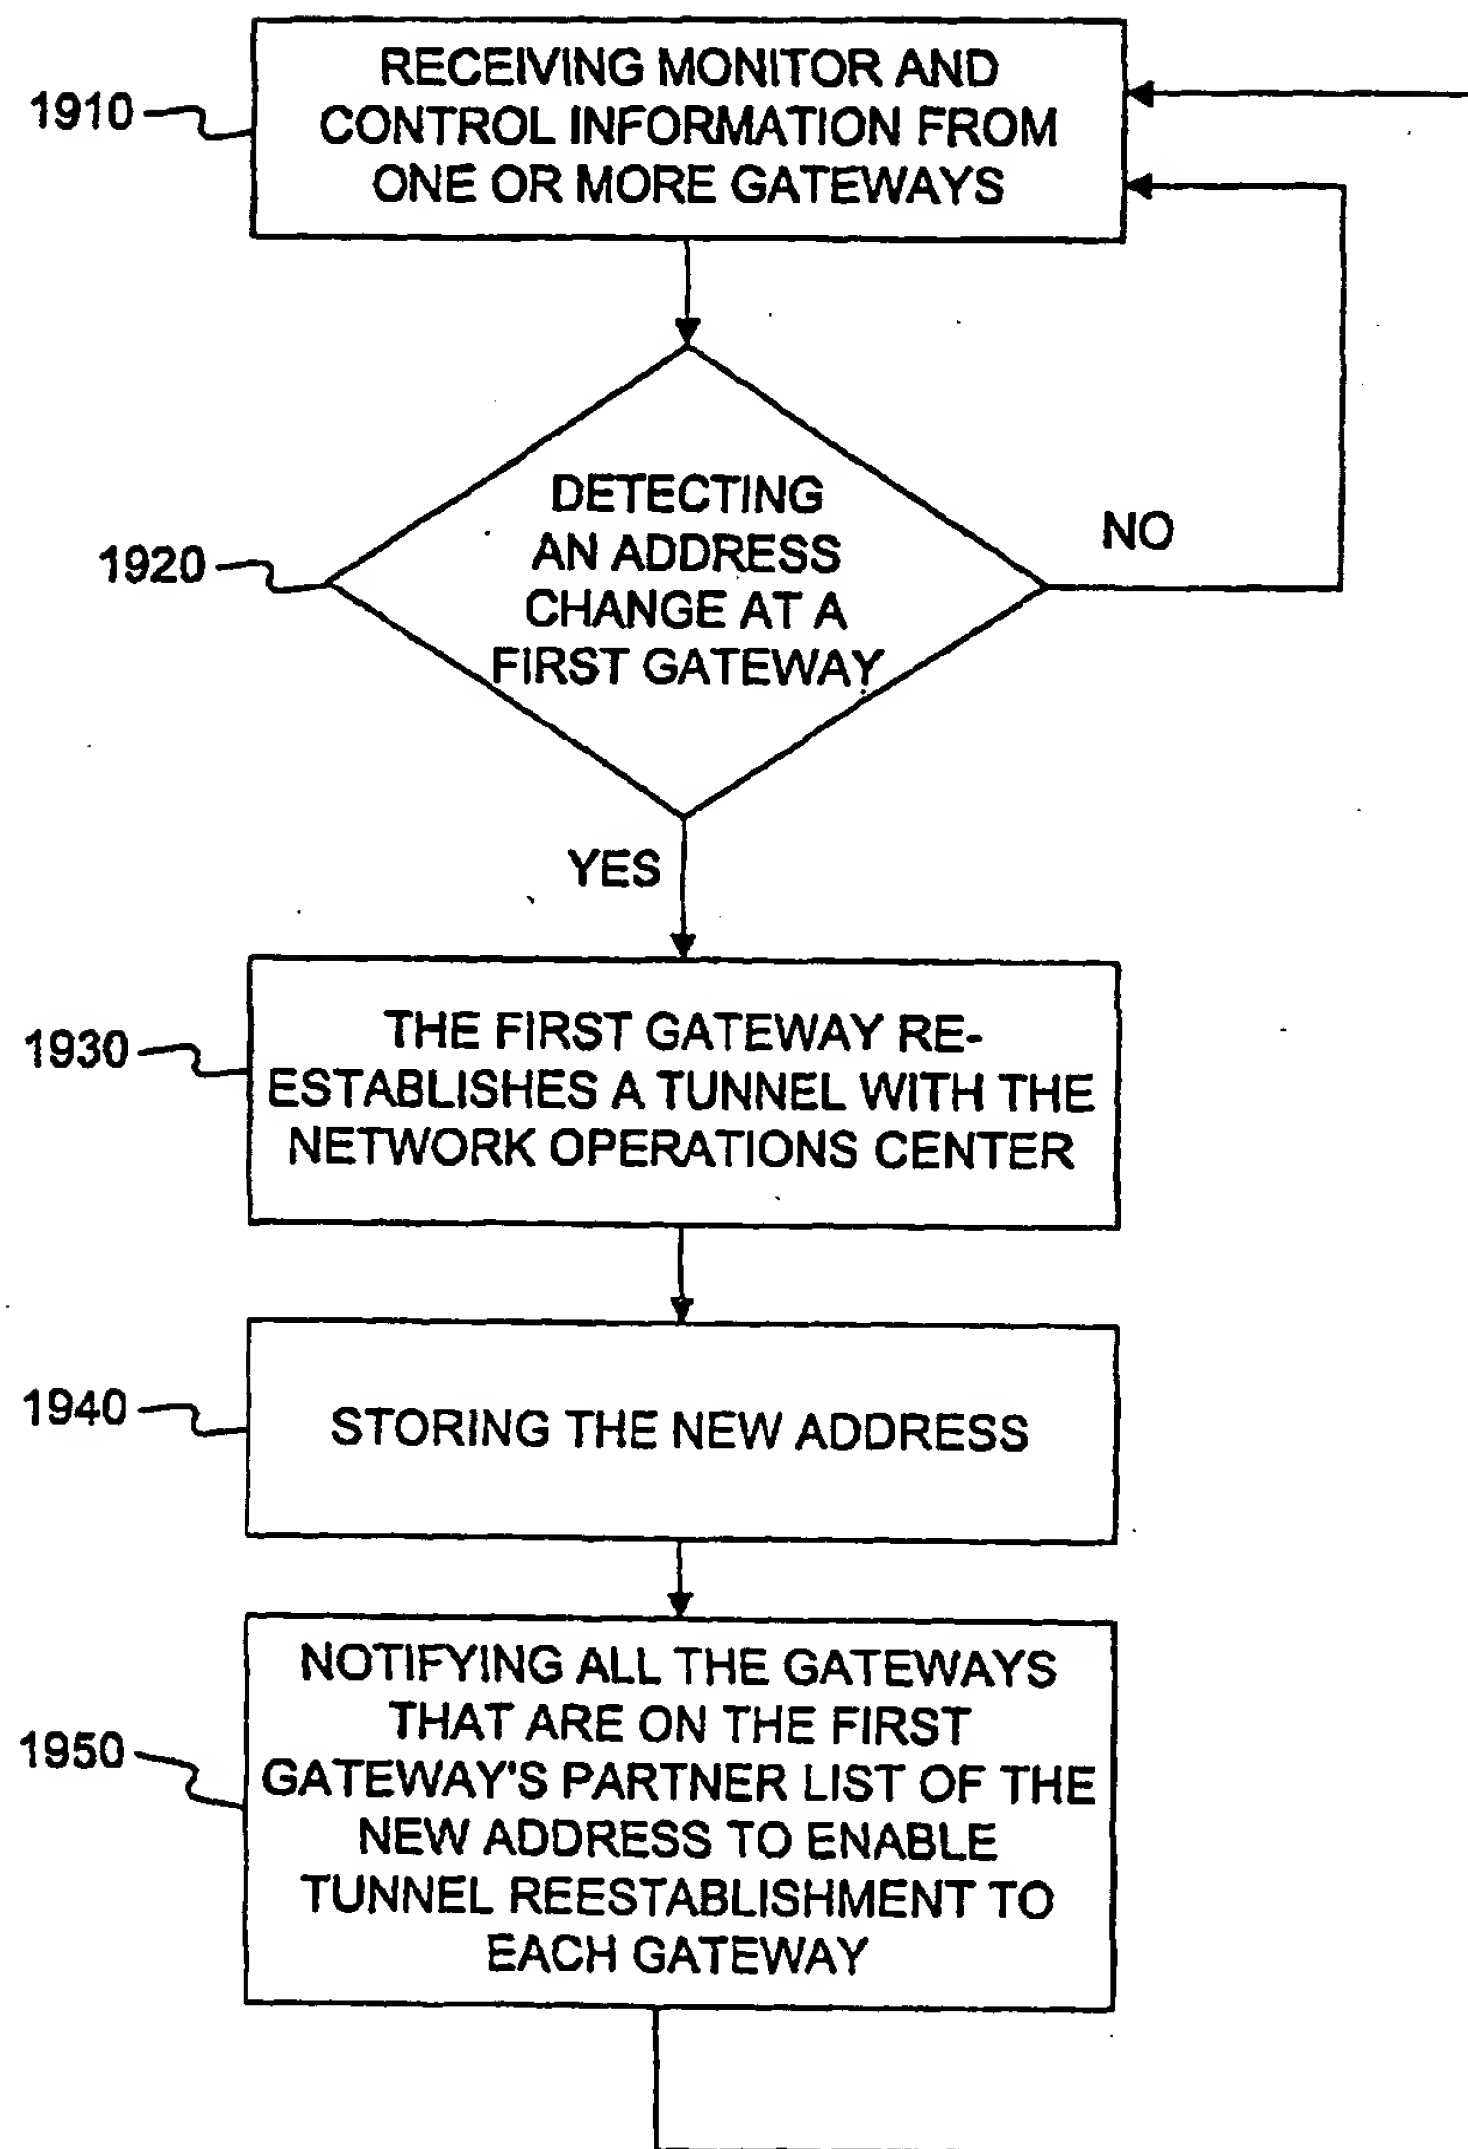 RECEIVING MONITOR AND
1910
CONTROL INFORMATION FROM
ONE OR MORE GATEWAYS
DETECTING
AN ADDRESS
NO
1920
CHANGE AT A
FIRST GATEWAY
YES
THE FIRST GATEWAY RE-
1930
ESTABLISHES A TUNNEL WITH THE
NETWORK OPERATIONS CENTER
1940
STORING THE NEW ADDRESS
NOTIFYING ALL THE GATEWAYS
THAT ARE ON THE FIRST
1950
GATEWAY'S PARTNER LIST OF THE
NEW ADDRESS TO ENABLE
TUNNEL REESTABLISHMENT TO
EACH GATEWAY